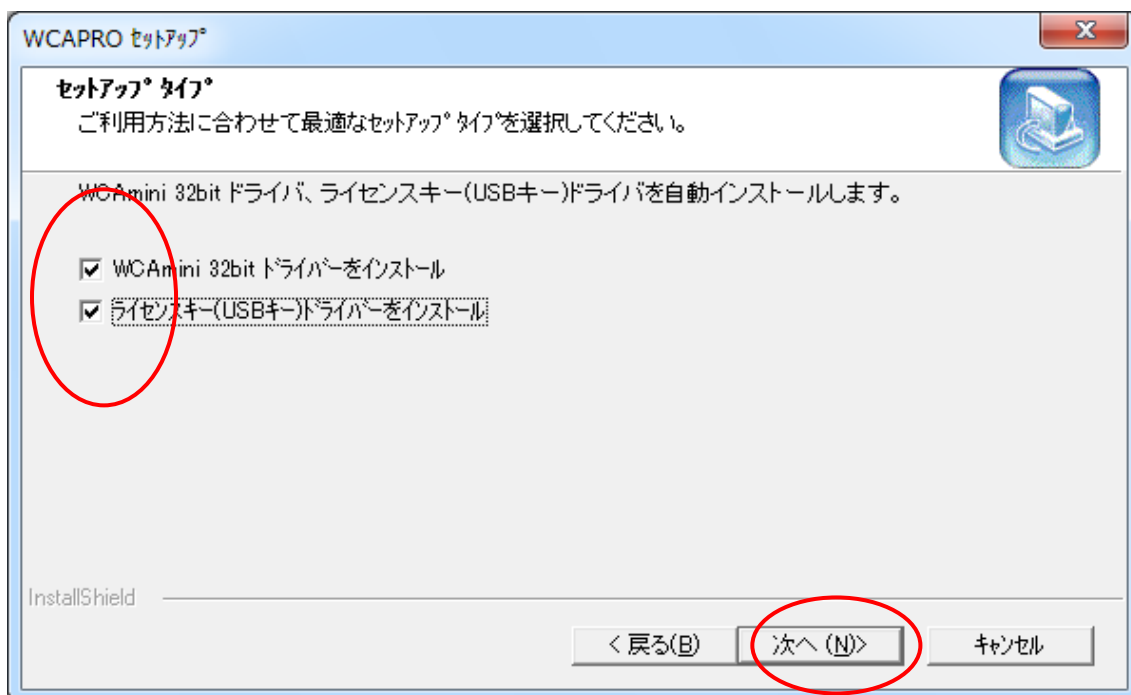 WCAPRO ｾｯﾄｱｯﾌﾟ
ｾｯﾄｱｯﾌﾟ ﾀｲﾌﾟ
ご利用方法に合わせて最適なｾｯﾄｱｯﾌﾟ ﾀｲﾌﾟを選択してください。
WCAmini 32bit ドライバ、ライセンスキー(USBキー)ドライバを自動インストールします。
WCAmini 32bit ﾄﾞﾗｲﾊﾞｰをｲﾝｽﾄｰﾙ
ﾗｲｾﾝｽｷｰ(USBｷｰ)ﾄﾞﾗｲﾊﾞｰをｲﾝｽﾄｰﾙ
InstallShield
< 戻る(B)
次へ (N)>
ｷｬﾝｾﾙ